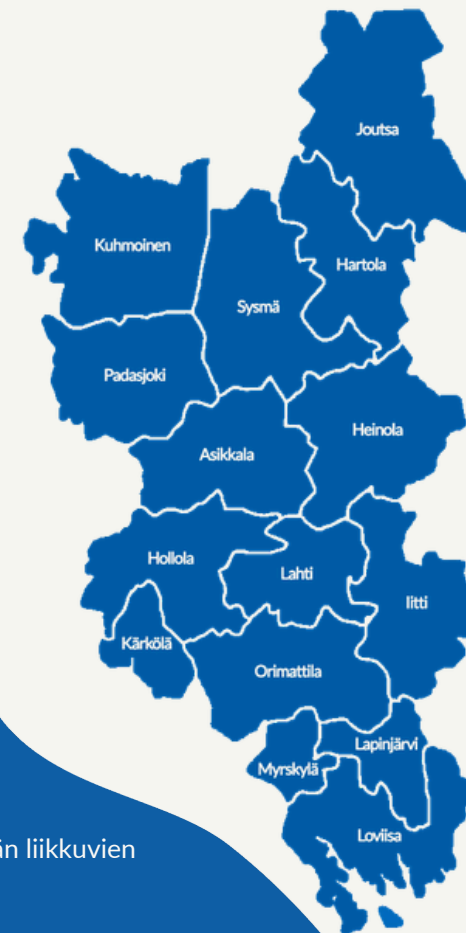 Joutsa
Kuhmoinen
Hartola
Sysmä
Padasjoki
Heinola
Asikkala
Hollola
Lahti
Iitti
Kärkölä
Orimattila
Lapinjärvi
Myrskylä
Loviisa
liikkuvien